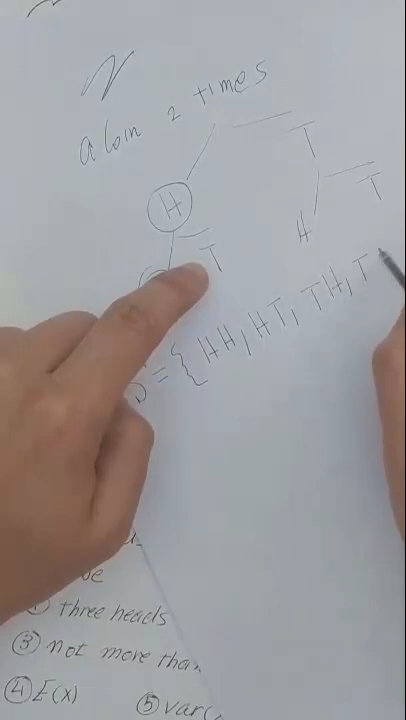 a Coin 2 times
T
H
T
H
T
S = { HH, HT, TH, T
three heads
③ not more than
④ E(x) ⑤ var(